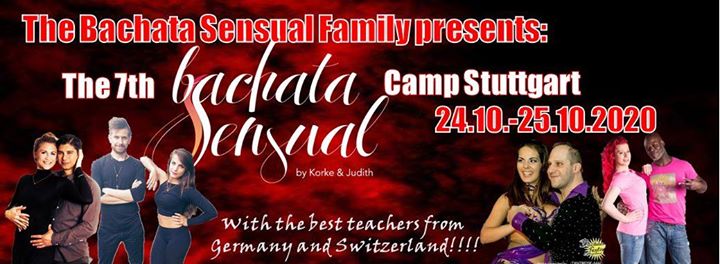 The Bachata Sensual Family presents:
The 7th bachata Camp Stuttgart
Sensual 24.10.-25.10.2020
by Korke & Judith
With the best teachers from
Germany and Switzerland!!!!